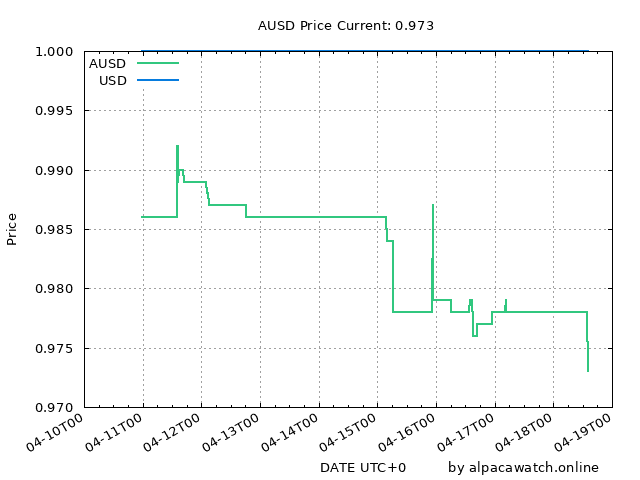 AUSD Price Current: 0.973
1.000
AUSD
USD
0.995
0.990
0.985
Price
0.980
0.975
0.970
04-10T00 04-11T00 04-12T00 04-13T00 04-14T00 04-15T00 04-16T00 04-17T00 04-18T00 04-19T00
DATE UTC+0 by alpacawatch.online